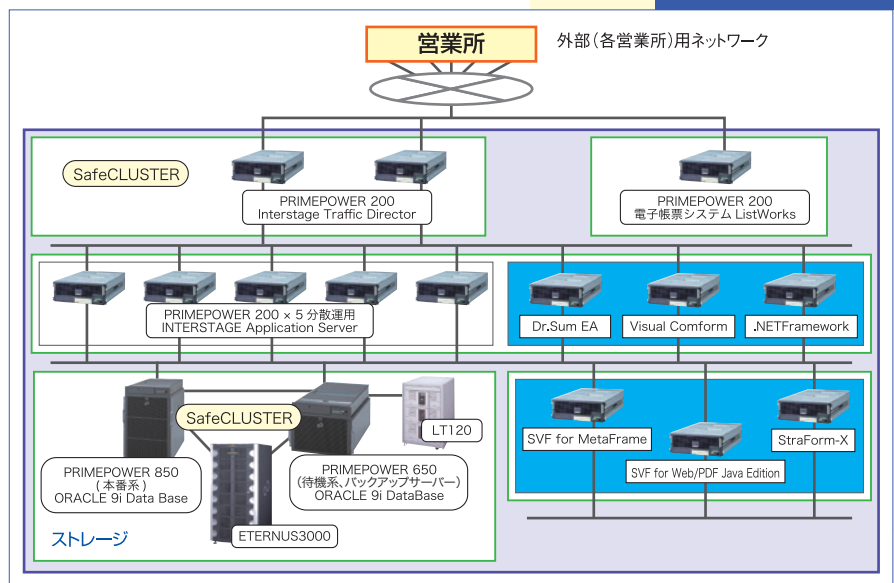 営業所
外部(各営業所)用ネットワーク
SafeCLUSTER
PRIMEPOWER 200
Interstage Traffic Director
PRIMEPOWER 200
電子帳票システム ListWorks
PRIMEPOWER 200 × 5 分散運用
INTERSTAGE Application Server
Dr.Sum EA
Visual Comform
.NETFramework
SafeCLUSTER
LT120
PRIMEPOWER 850
(本番系)
ORACLE 9i Data Base
PRIMEPOWER 650
(待機系、バックアップサーバー)
ORACLE 9i DataBase
ETERNUS3000
ストレージ
SVF for MetaFrame
SVF for Web/PDF Java Edition
StraForm-X